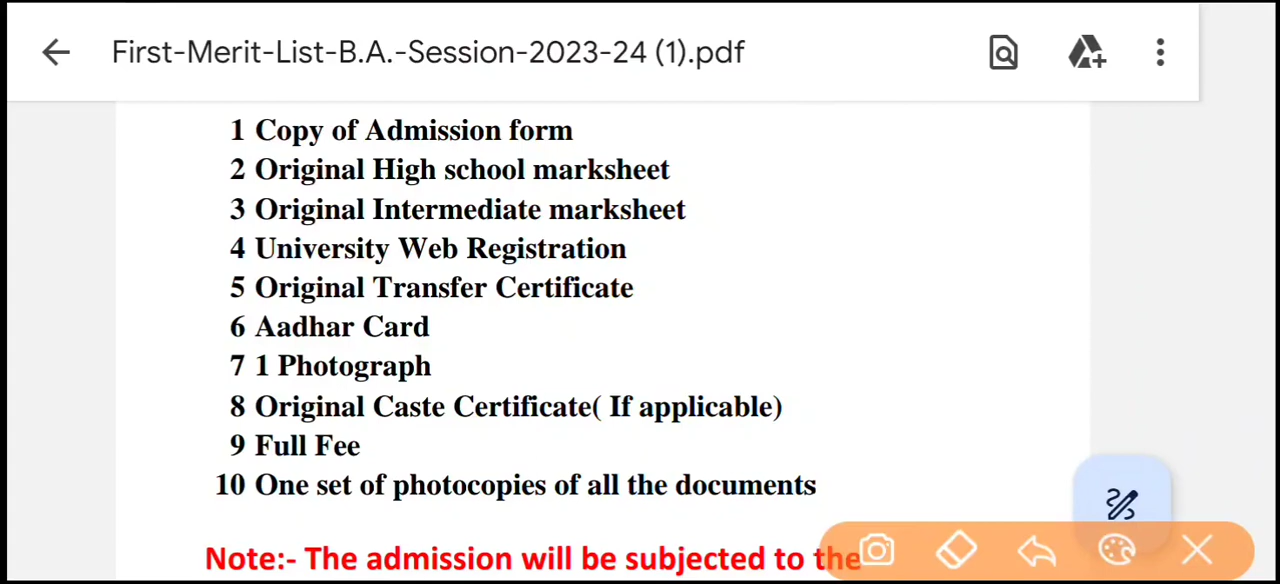 First-Merit-List-B.A.-Session-2023-24 (1).pdf
1 Copy of Admission form
2 Original High school marksheet
3 Original Intermediate marksheet
4 University Web Registration
5 Original Transfer Certificate
6 Aadhar Card
7 1 Photograph
8 Original Caste Certificate( If applicable)
9 Full Fee
10 One set of photocopies of all the documents
Note:- The admission will be subjected to the